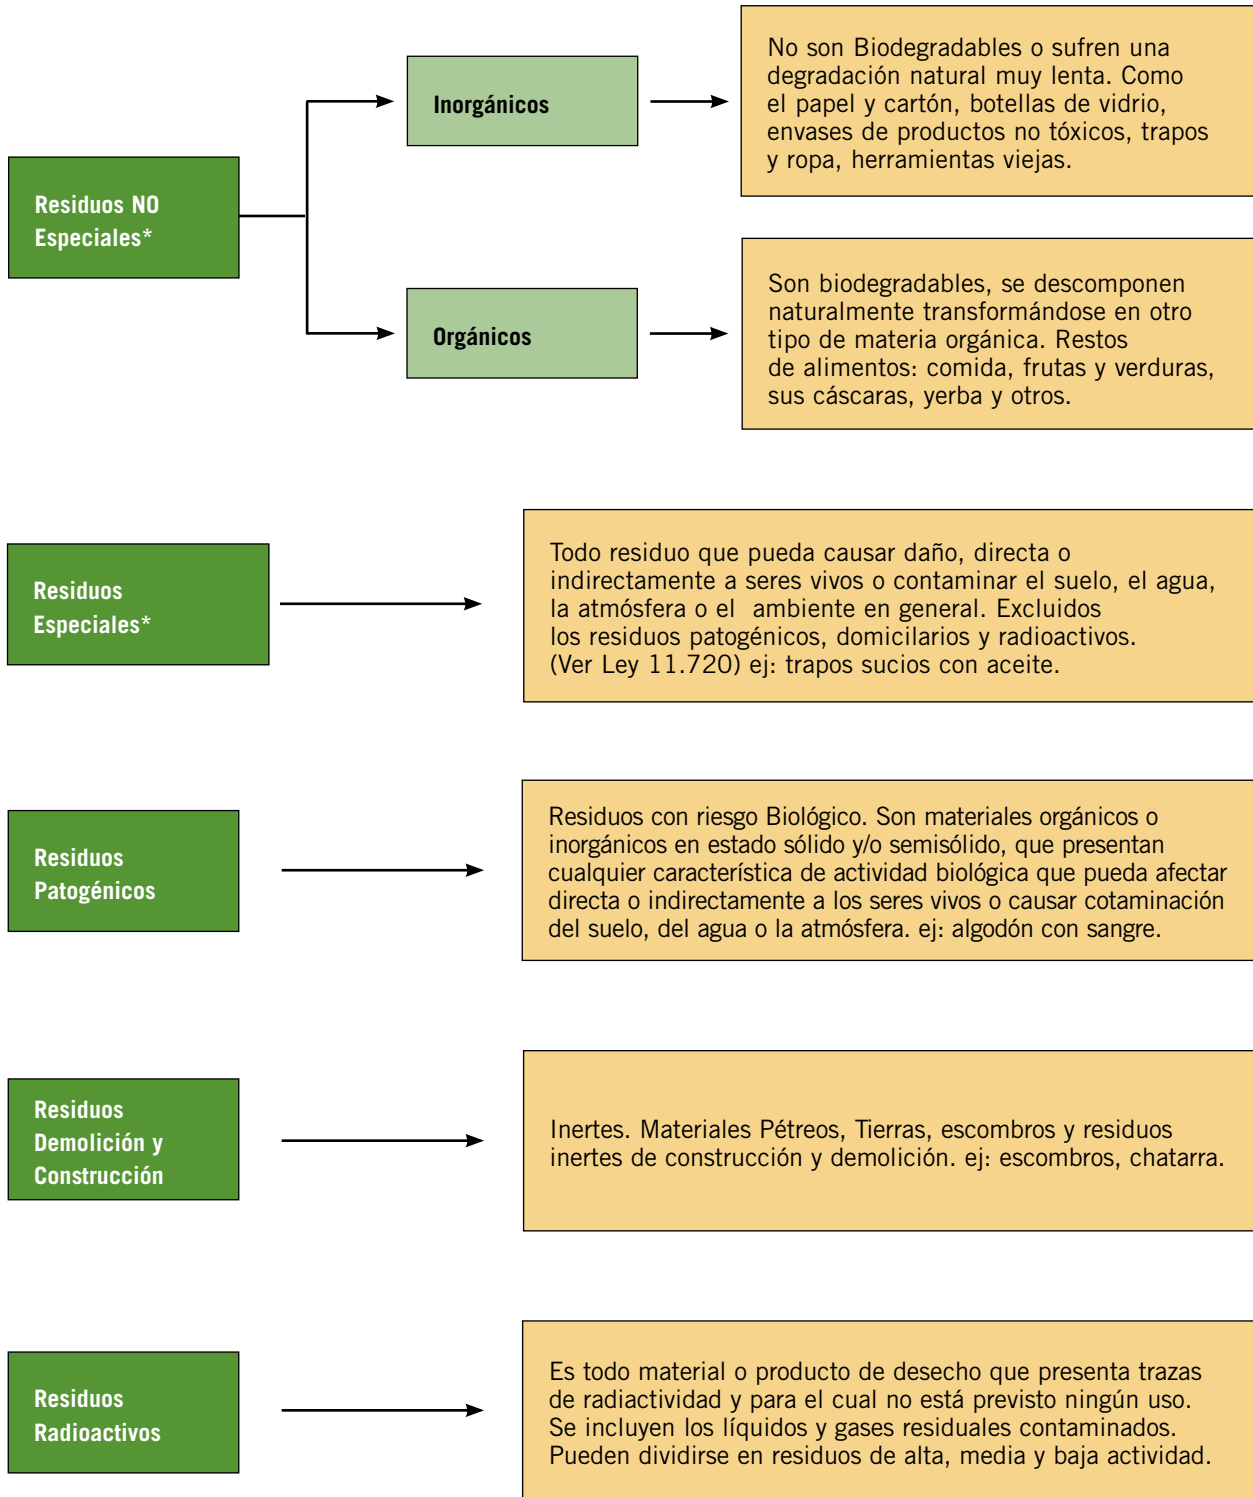 Residuos NO
Especiales*
Inorgánicos
No son Biodegradables o sufren una
degradación natural muy lenta. Como
el papel y cartón, botellas de vidrio,
envases de productos no tóxicos, trapos
y ropa, herramientas viejas.
Orgánicos
Son biodegradables, se descomponen
naturalmente transformándose en otro
tipo de materia orgánica. Restos
de alimentos: comida, frutas y verduras,
sus cáscaras, yerba y otros.
Residuos
Especiales*
Todo residuo que pueda causar daño, directa o
indirectamente a seres vivos o contaminar el suelo, el agua,
la atmósfera o el  ambiente en general. Excluidos
los residuos patogénicos, domicilarios y radioactivos.
(Ver Ley 11.720) ej: trapos sucios con aceite.
Residuos
Patogénicos
Residuos con riesgo Biológico. Son materiales orgánicos o
inorgánicos en estado sólido y/o semisólido, que presentan
cualquier característica de actividad biológica que pueda afectar
directa o indirectamente a los seres vivos o causar cotaminación
del suelo, del agua o la atmósfera. ej: algodón con sangre.
Residuos
Demolición y
Construcción
Inertes. Materiales Pétreos, Tierras, escombros y residuos
inertes de construcción y demolición. ej: escombros, chatarra.
Residuos
Radioactivos
Es todo material o producto de desecho que presenta trazas
de radiactividad y para el cual no está previsto ningún uso.
Se incluyen los líquidos y gases residuales contaminados.
Pueden dividirse en residuos de alta, media y baja actividad.